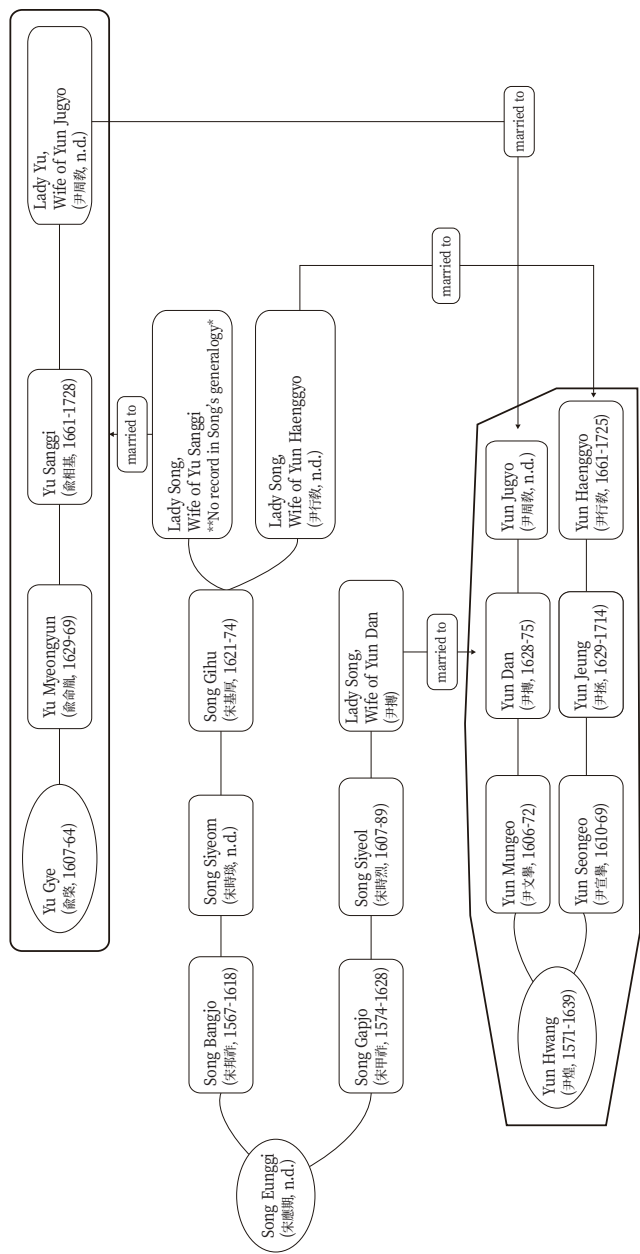 Yu Gye
(兪棨, 1607-64)
Yu Myeongyun
(兪命胤, 1629-69)
Yu Sanggi
(兪相基, 1661-1728)
Lady Yu,
Wife of Yun Jugyo
(尹周敎, n.d.)
married to
married to
Song Eunggi
(宋應期, n.d.)
Song Bangjo
(宋邦祚, 1567-1618)
Song Siyeom
(宋時琰, n.d.)
Song Gihu
(宋基厚, 1621-74)
Lady Song,
Wife of Yu Sanggi
**No record in Song's generalogy*
Lady Song,
Wife of Yun Haenggyo
(尹行敎, n.d.)
married to
Song Gapjo
(宋甲祚, 1574-1628)
Song Siyeol
(宋時烈, 1607-89)
Lady Song,
Wife of Yun Dan
(尹摶)
married to
Yun Hwang
(尹煌, 1571-1639)
Yun Mungeo
(尹文擧, 1606-72)
Yun Dan
(尹摶, 1628-75)
Yun Jugyo
(尹周敎, n.d.)
Yun Seongeo
(尹宣擧, 1610-69)
Yun Jeung
(尹拯, 1629-1714)
Yun Haenggyo
(尹行敎, 1661-1725)